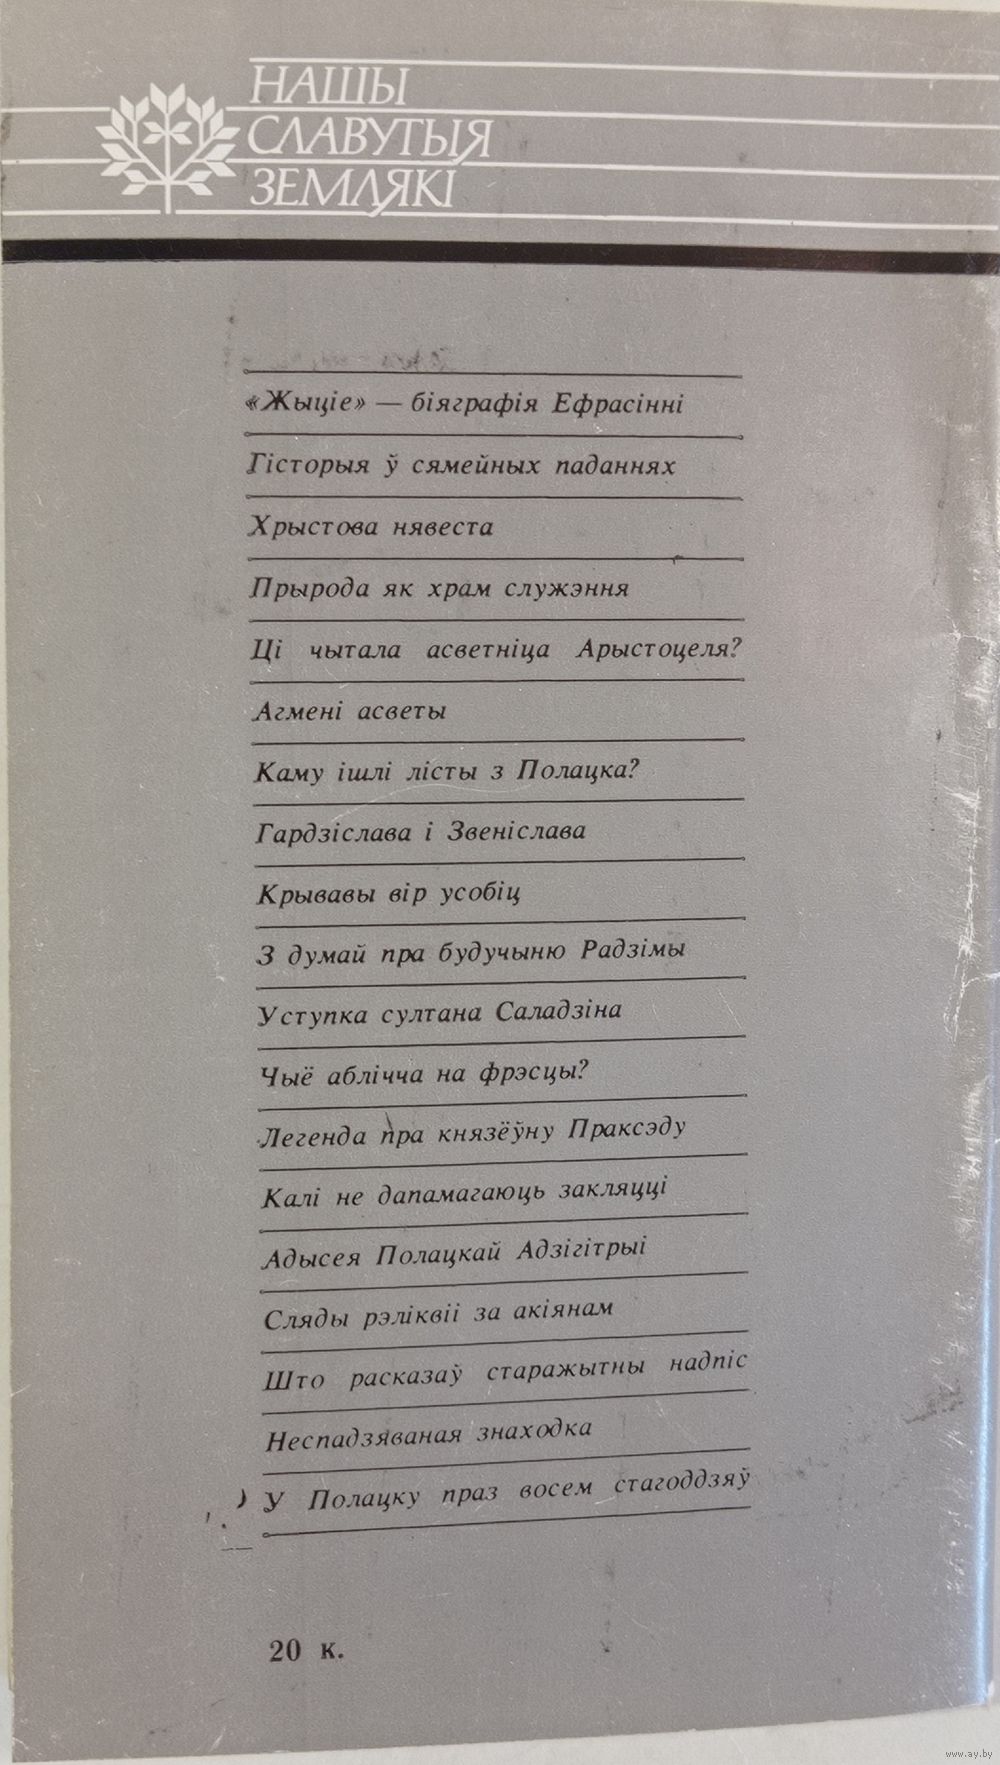 НАШЫ
СЛАВУТЫЯ
ЗЕМЛЯКІ
«Жыціе» — біяграфія Ефрасінні
Гісторыя ў сямейных паданнях
Хрыстова нявеста
Прырода як храм служэння
Ці чытала асветніца Арыстоцеля?
Агмені асветы
Каму ішлі лісты з Полацка?
Гардзіслава і Звеніслава
Крывавы вір усобіц
З думай пра будучыню Радзімы
Уступка султана Саладзіна
Чыё аблічча на фрэсцы?
Легенда пра князёўну Праксэду
Калі не дапамагаюць закляцці
Адысея Полацкай Адзігітрыі
Сляды рэліквіі за акіянам
Што расказаў старажытны надпіс
Неспадзяваная знаходка
У Полацку праз восем стагоддзяў
20 к.
www.ay.by